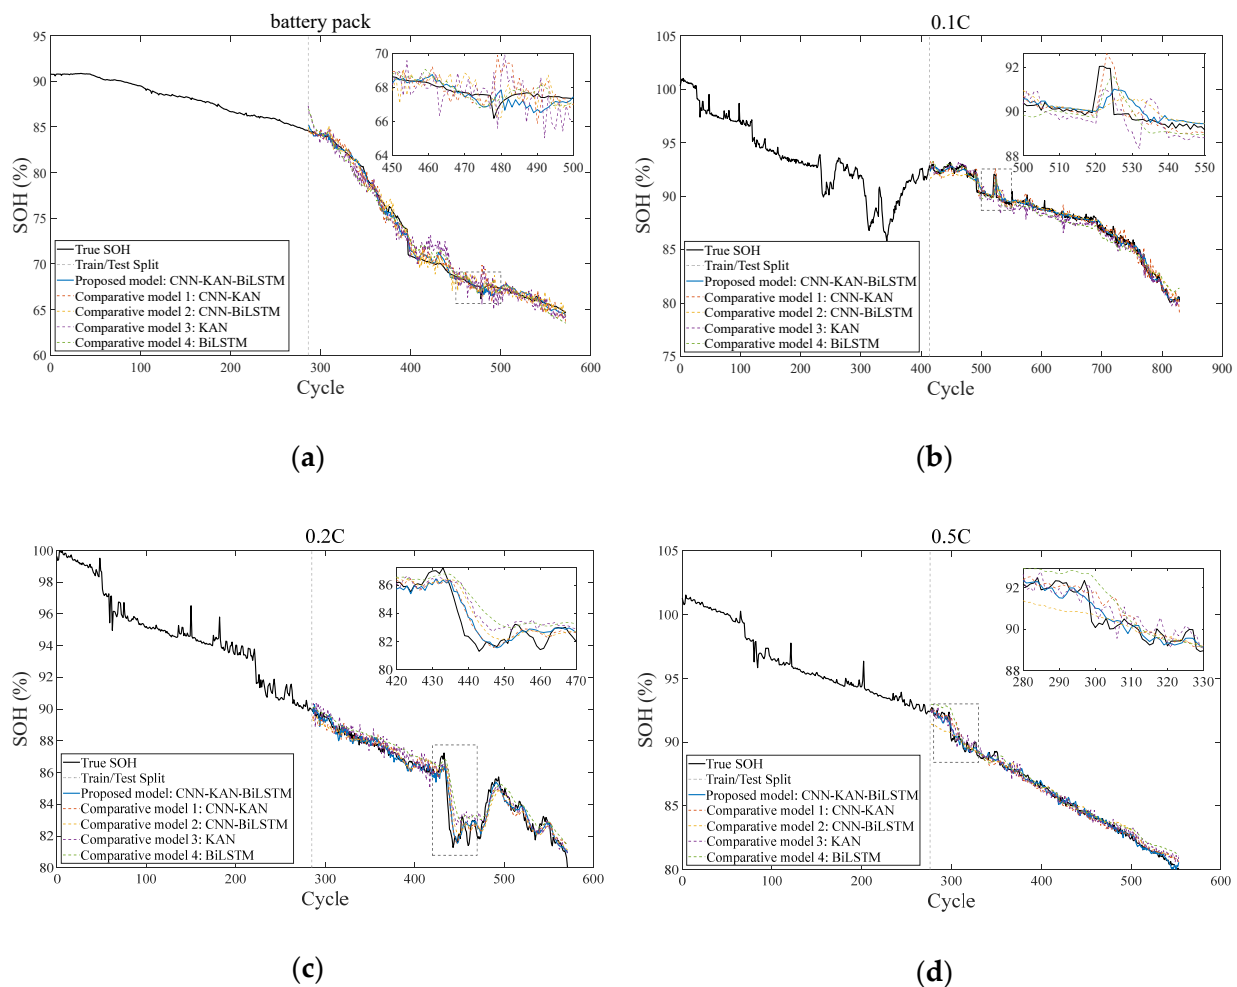 battery pack
95
90
85
80
75
70
65
60
SOH (%)
0 100 200 300 400 500 600
Cycle
70
68
66
64
450 460 470 480 490 500
True SOH
Train/Test Split
Proposed model: CNN-KAN-BiLSTM
Comparative model 1: CNN-KAN
Comparative model 2: CNN-BiLSTM
Comparative model 3: KAN
Comparative model 4: BiLSTM
(a)
0.1C
105
100
95
90
85
80
75
SOH (%)
0 100 200 300 400 500 600 700 800 900
Cycle
92
90
88
500 510 520 530 540 550
True SOH
Train/Test Split
Proposed model: CNN-KAN-BiLSTM
Comparative model 1: CNN-KAN
Comparative model 2: CNN-BiLSTM
Comparative model 3: KAN
Comparative model 4: BiLSTM
(b)
0.2C
100
98
96
94
92
90
88
86
84
82
80
SOH (%)
0 100 200 300 400 500 600
Cycle
86
84
82
80
420 430 440 450 460 470
True SOH
Train/Test Split
Proposed model: CNN-KAN-BiLSTM
Comparative model 1: CNN-KAN
Comparative model 2: CNN-BiLSTM
Comparative model 3: KAN
Comparative model 4: BiLSTM
(c)
0.5C
105
100
95
90
85
80
SOH (%)
0 100 200 300 400 500 600
Cycle
92
90
88
280 290 300 310 320 330
True SOH
Train/Test Split
Proposed model: CNN-KAN-BiLSTM
Comparative model 1: CNN-KAN
Comparative model 2: CNN-BiLSTM
Comparative model 3: KAN
Comparative model 4: BiLSTM
(d)